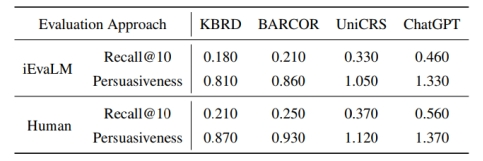 Evaluation Approach KBRD BARCOR UniCRS ChatGPT
iEvaLM Recall@10 0.180 0.210 0.330 0.460
Persuasiveness 0.810 0.860 1.050 1.330
Human Recall@10 0.210 0.250 0.370 0.560
Persuasiveness 0.870 0.930 1.120 1.370